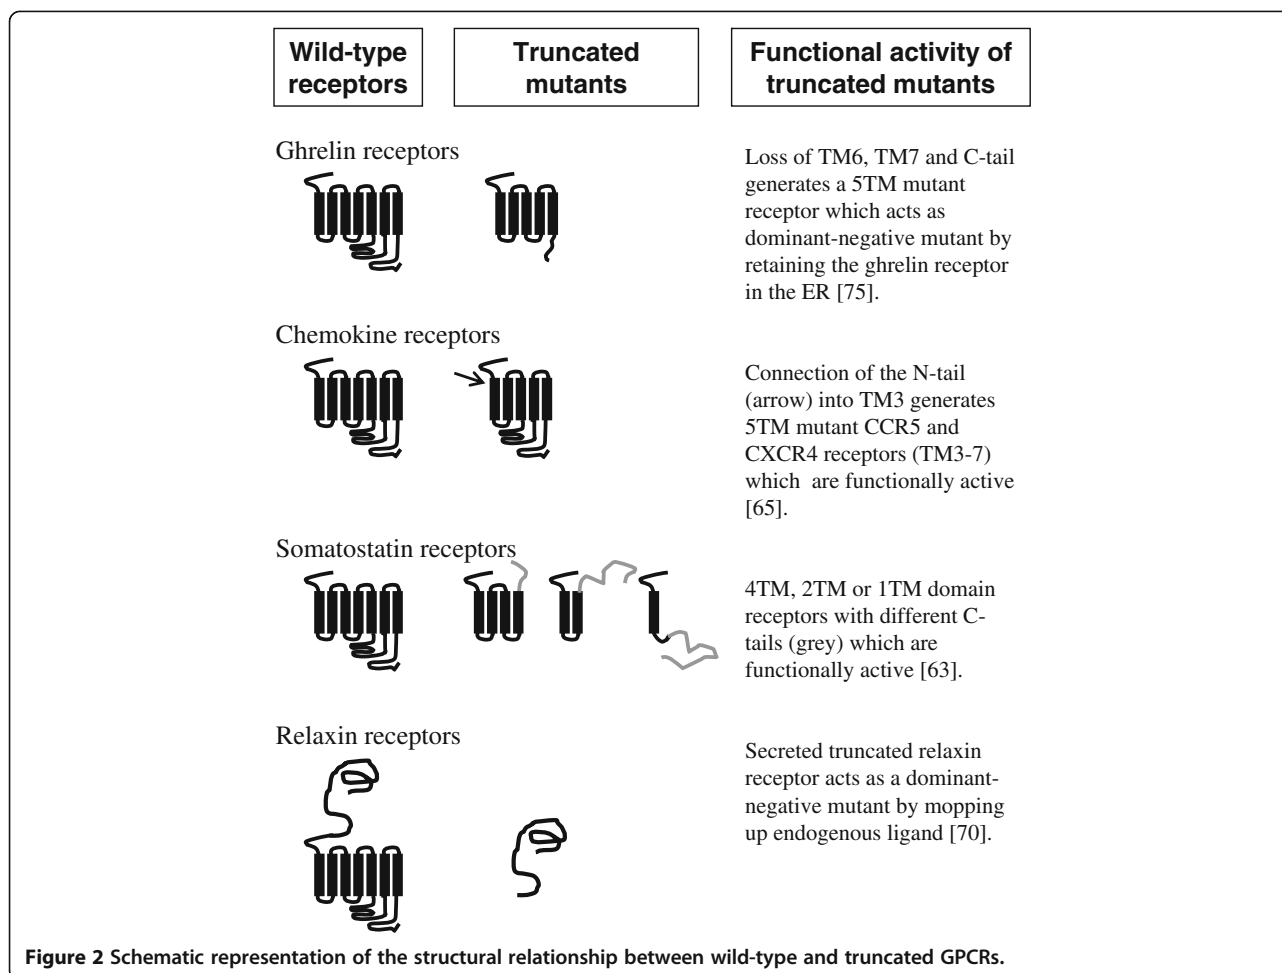 Wild-type
receptors
Truncated
mutants
Functional activity of
truncated mutants
Ghrelin receptors
Loss of TM6, TM7 and C-tail
generates a 5TM mutant
receptor which acts as
dominant-negative mutant by
retaining the ghrelin receptor
in the ER [75].
Chemokine receptors
Connection of the N-tail
(arrow) into TM3 generates
5TM mutant CCR5 and
CXCR4 receptors (TM3-7)
which are functionally active
[65].
Somatostatin receptors
4TM, 2TM or 1TM domain
receptors with different C-
tails (grey) which are
functionally active [63].
Relaxin receptors
Secreted truncated relaxin
receptor acts as a dominant-
negative mutant by mopping
up endogenous ligand [70].
Figure 2 Schematic representation of the structural relationship between wild-type and truncated GPCRs.